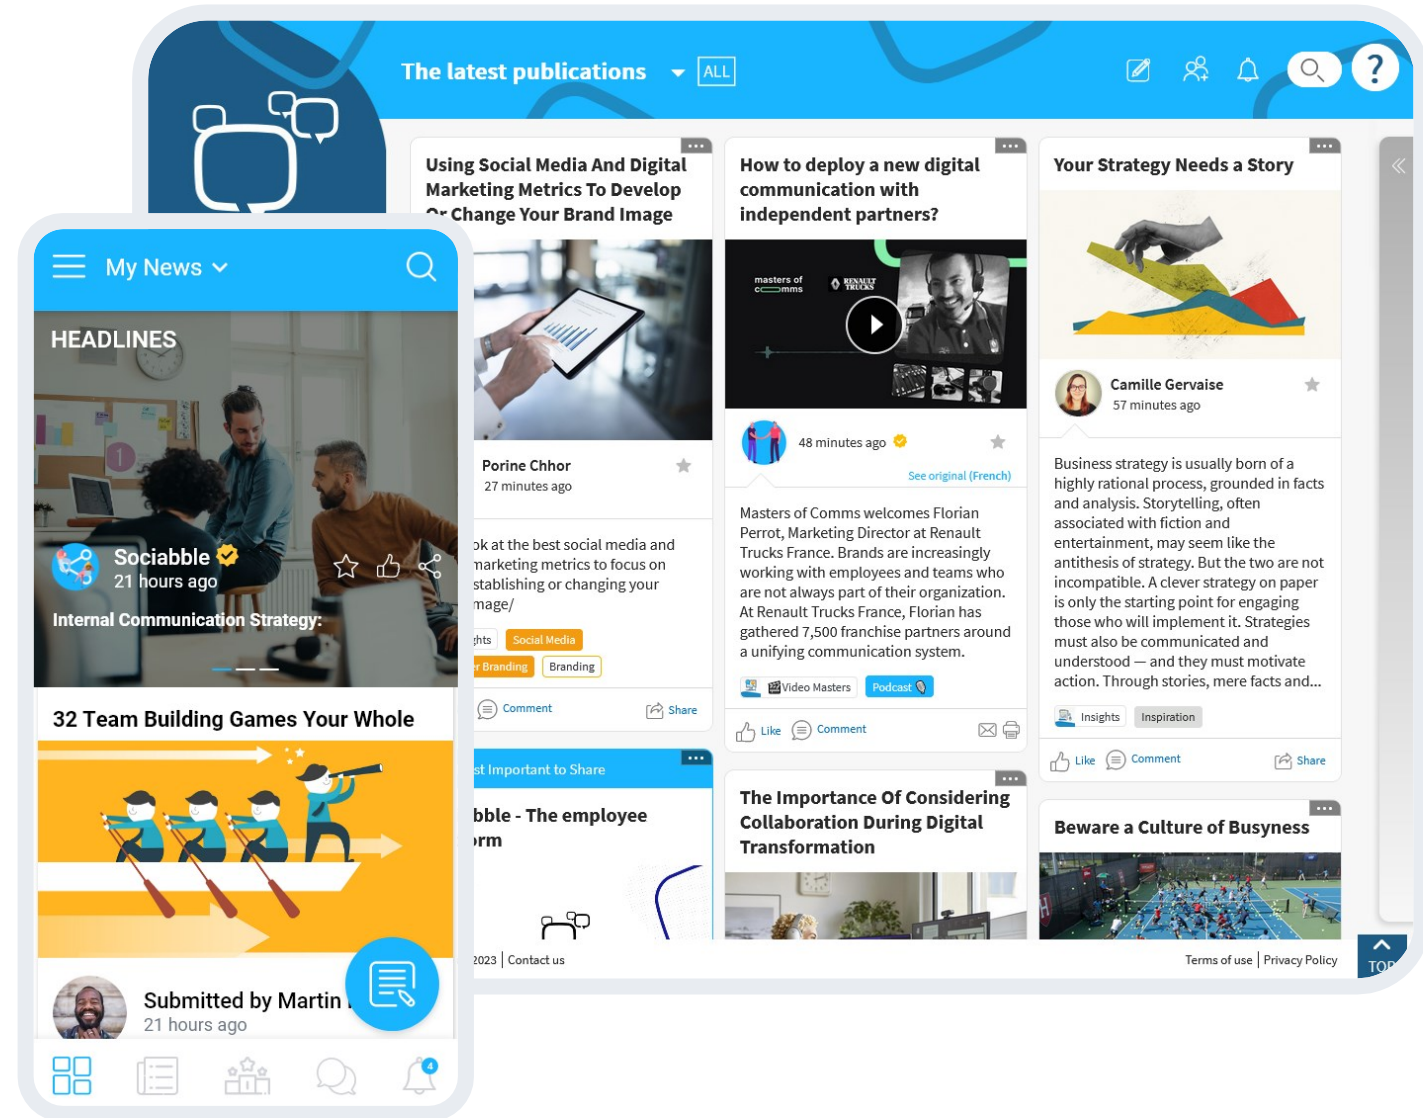 The latest publications
ALL
?
Using Social Media And Digital
Marketing Metrics To Develop
Or Change Your Brand Image
Porine Chhor
27 minutes ago
at the best social media and
metrics to focus on
or changing your
Social Media
Branding
Branding
Comment
Share
Important to Share
- The employee
2023 | Contact us
How to deploy a new digital
communication with
independent partners?
masters of
comms
RENAULT
TRUCKS
48 minutes ago
See original (French)
Masters of Comms welcomes Florian
Perrot, Marketing Director at Renault
Trucks France. Brands are increasingly
working with employees and teams who
are not always part of their organization.
At Renault Trucks France, Florian has
gathered 7,500 franchise partners around
a unifying communication system.
Video Masters
Podcast
Like
Comment
The Importance Of Considering
Collaboration During Digital
Transformation
Your Strategy Needs a Story
Camille Gervaise
57 minutes ago
Business strategy is usually born of a
highly rational process, grounded in facts
and analysis. Storytelling, often
associated with fiction and
entertainment, may seem like the
antithesis of strategy. But the two are not
incompatible. A clever strategy on paper
is only the starting point for engaging
those who will implement it. Strategies
must also be communicated and
understood — and they must motivate
action. Through stories, mere facts and...
Insights
Inspiration
Like
Comment
Share
Beware a Culture of Busyness
H
Terms of use | Privacy Policy
TOP
My News
HEADLINES
1
Sociabble
21 hours ago
Internal Communication Strategy:
32 Team Building Games Your Whole
Submitted by Martin
21 hours ago
4